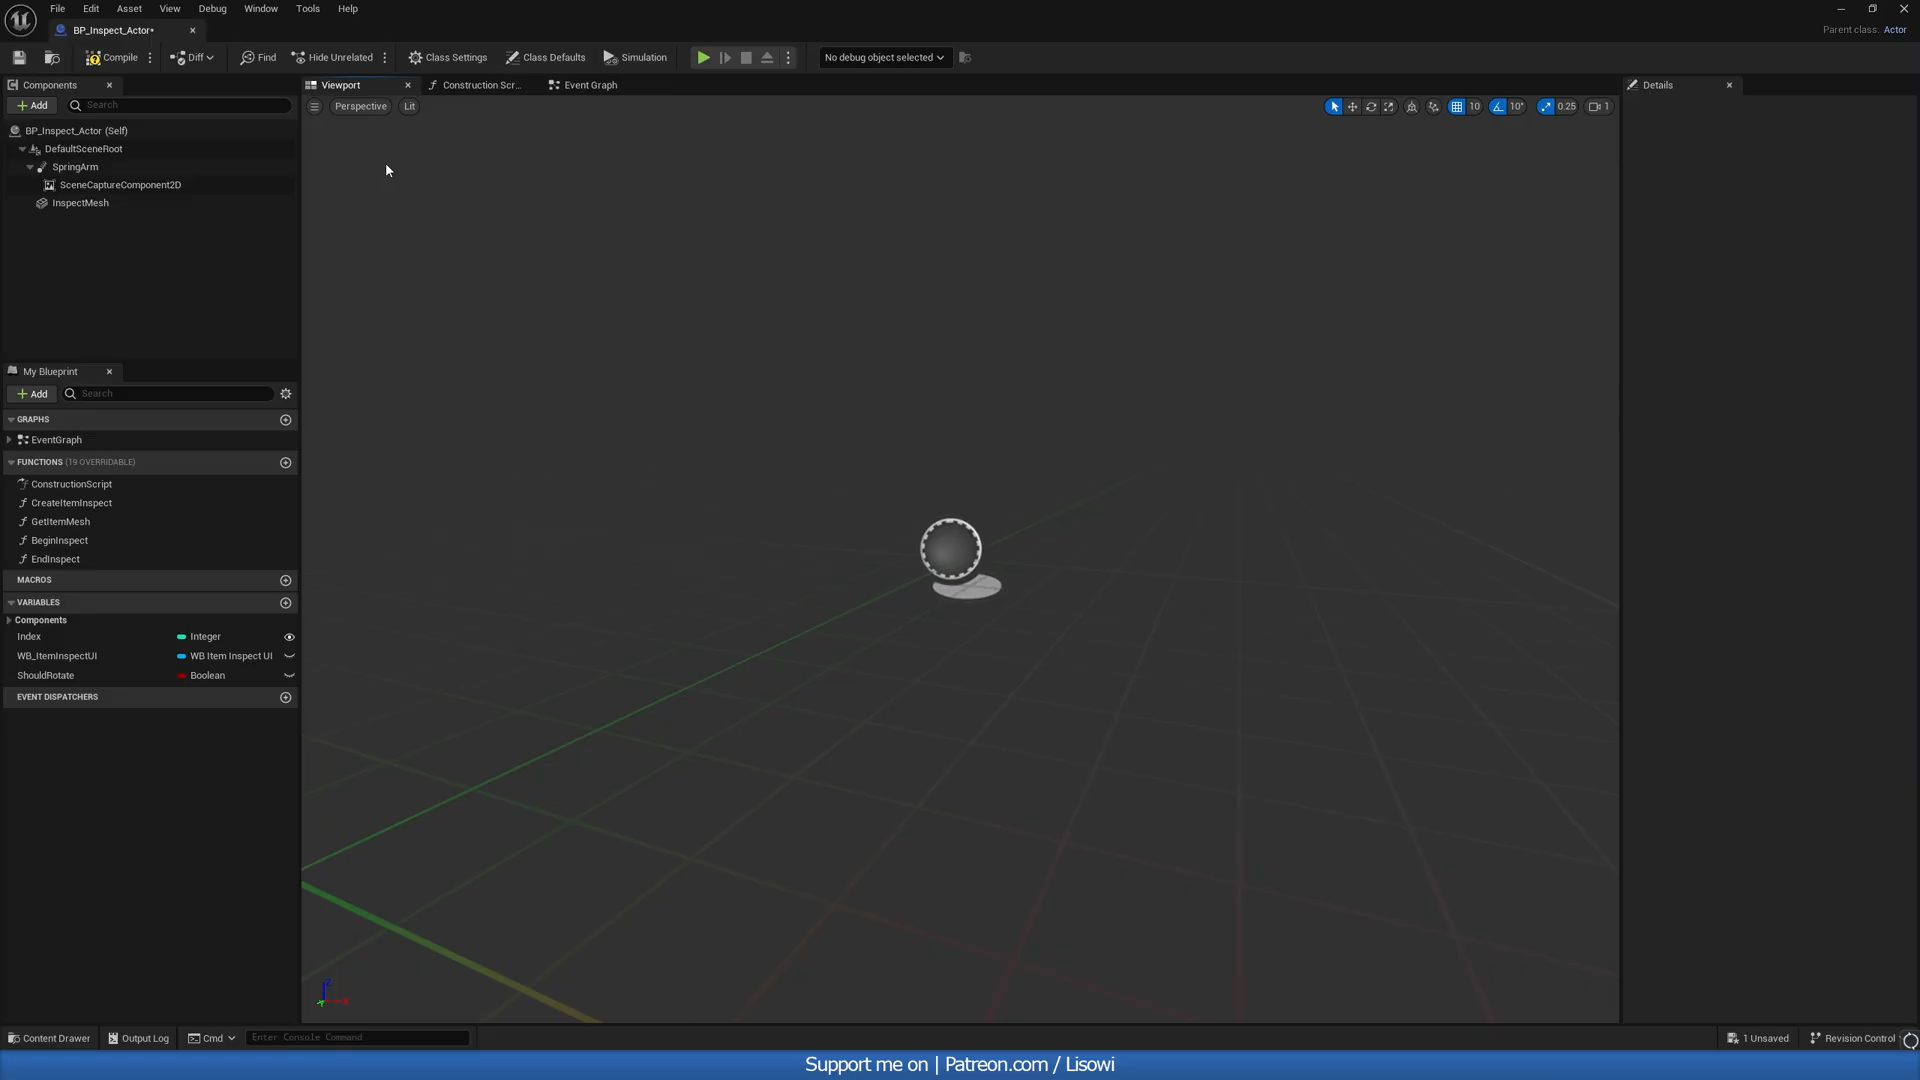 File Edit Asset View Debug Window Tools Help
BP_Inspect_Actor•
Parent class: Actor
Compile Diff Find Hide Unrelated Class Settings Class Defaults Simulation No debug object selected
Components
Viewport Construction Scr... Event Graph
Details
Add Search
Perspective Lit
10 10° 0.25 1
BP_Inspect_Actor (Self)
DefaultSceneRoot
SpringArm
SceneCaptureComponent2D
InspectMesh
My Blueprint
Add Search
GRAPHS
EventGraph
FUNCTIONS (19 OVERRIDABLE)
ConstructionScript
CreateItemInspect
GetItemMesh
BeginInspect
EndInspect
MACROS
VARIABLES
Components
Index Integer
WB_ItemInspectUI WB Item Inspect UI
ShouldRotate Boolean
EVENT DISPATCHERS
Z
Content Drawer Output Log Cmd Enter Console Command
1 Unsaved Revision Control
Support me on | Patreon.com / Lisowi